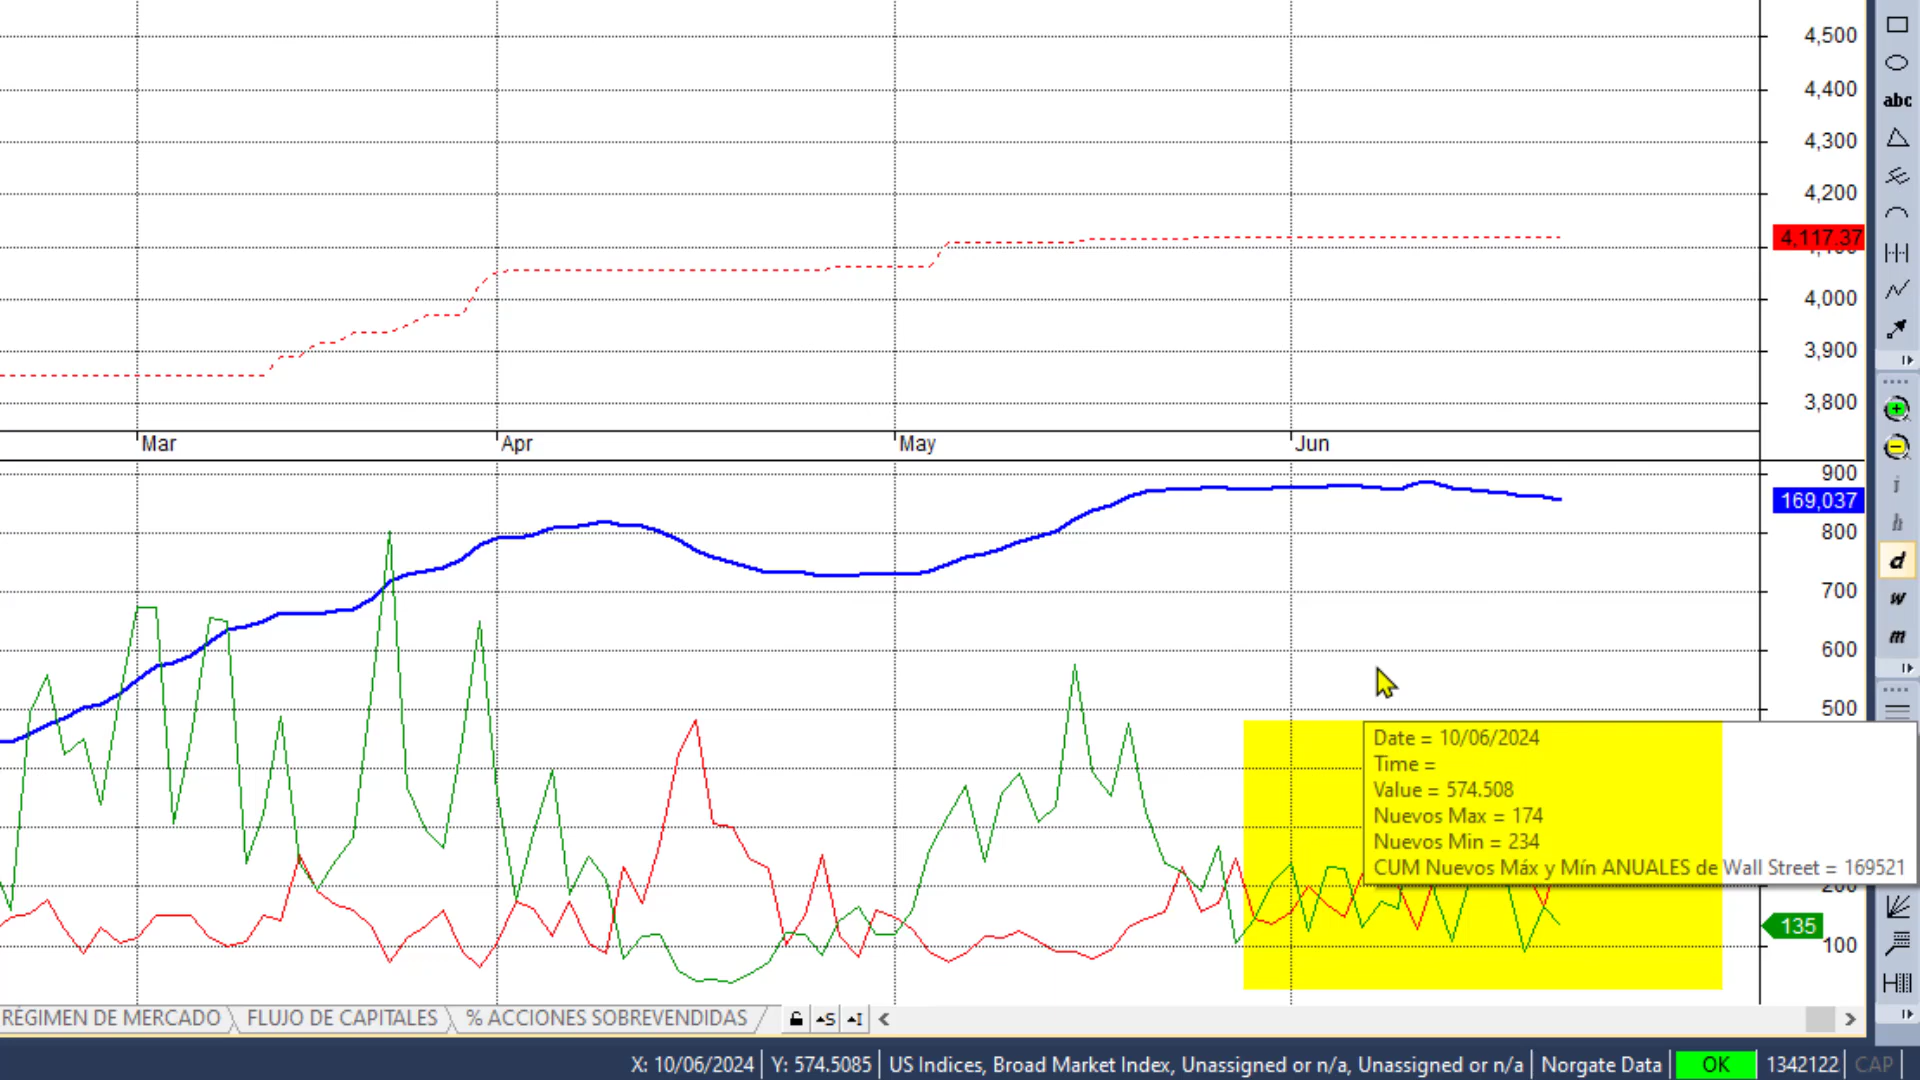 4,500
4,400
abc
4,300
4,200
4,117.37
4,000
3,900
3,800
Mar
Apr
May
Jun
900
169,037
i
800
h
d
700
w
m
600
500
Date = 10/06/2024
Time =
Value = 574.508
Nuevos Max = 174
Nuevos Min = 234
CUM Nuevos Máx y Mín ANUALES de Wall Street = 169521
200
135
100
RÉGIMEN DE MERCADO
FLUJO DE CAPITALES
% ACCIONES SOBREVENDIDAS
S
I
X: 10/06/2024
Y: 574.5085
US Indices, Broad Market Index, Unassigned or n/a, Unassigned or n/a
Norgate Data
OK
1342122
CAP